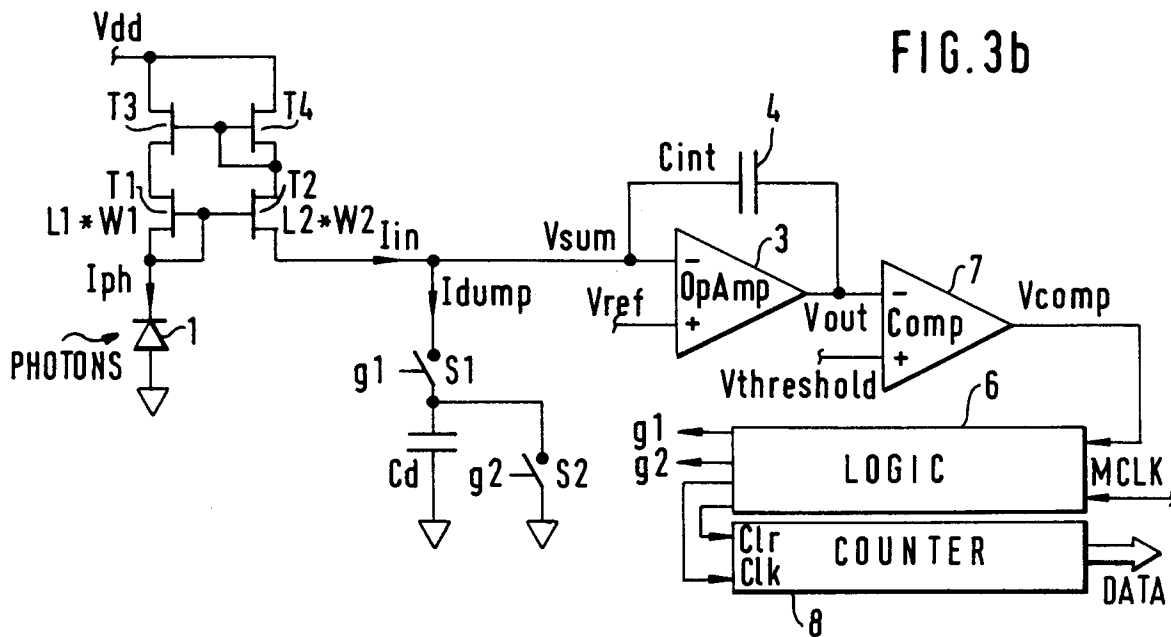 FIG.3b
Vdd
T3
T4
T1
T2
L1*W1
L2*W2
Iph
Iin
1
PHOTONS
Idump
g1
S1
Cd
g2
S2
Vsum
Cint
4
Vref
-
OpAmp
+
3
Vout
-
Comp
+
7
Vcomp
Vthreshold
6
g1
g2
LOGIC
MCLK
Clr
Clk
COUNTER
DATA
8